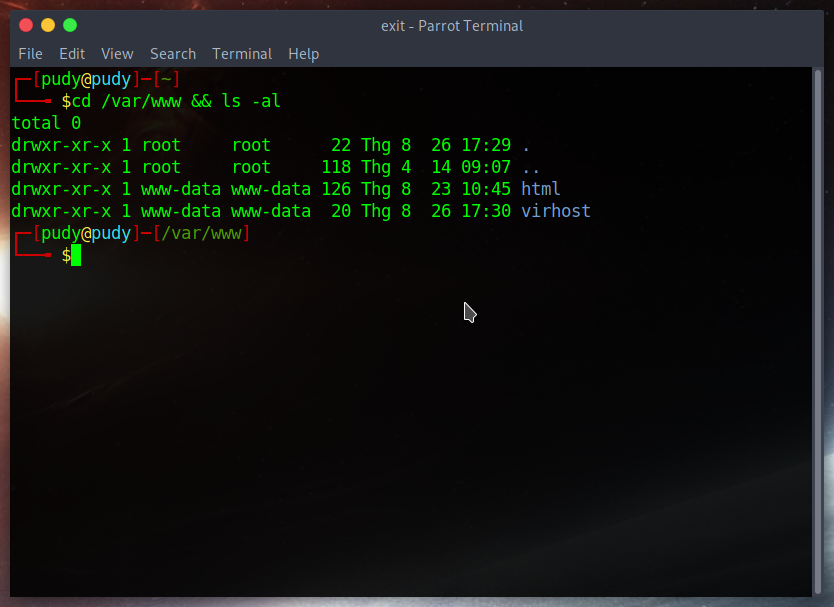 exit - Parrot Terminal
File Edit View Search Terminal Help
┌─[pudy@pudy]─[~]
└──╼ $cd /var/www && ls -al
total 0
drwxr-xr-x 1 root     root      22 Thg 8  26 17:29 .
drwxr-xr-x 1 root     root     118 Thg 4  14 09:07 ..
drwxr-xr-x 1 www-data www-data 126 Thg 8  23 10:45 html
drwxr-xr-x 1 www-data www-data  20 Thg 8  26 17:30 virhost
┌─[pudy@pudy]─[/var/www]
└──╼ $